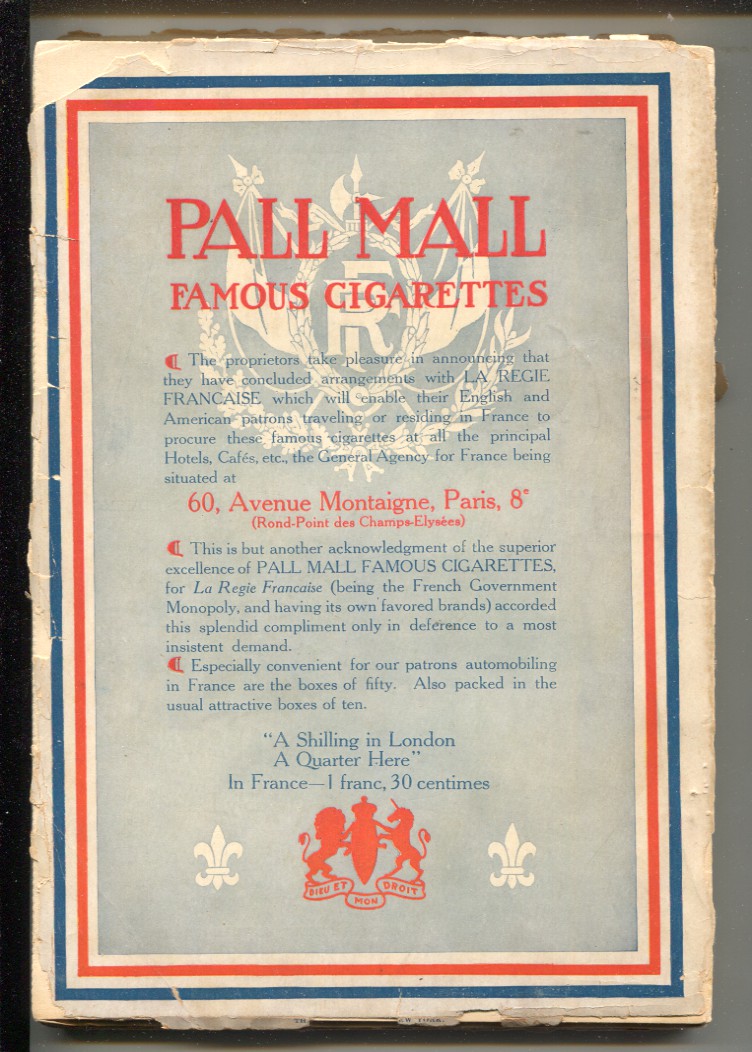 PALL MALL
FAMOUS CIGARETTES
RF
The proprietors take pleasure in announcing that
they have concluded arrangements with LA REGIE
FRANCAISE which will enable their English and
American patrons traveling or residing in France to
procure these famous cigarettes at all the principal
Hotels, Cafés, etc., the General Agency for France being
situated at
60, Avenue Montaigne, Paris, 8e
(Rond-Point des Champs-Elysées)
This is but another acknowledgment of the superior
excellence of PALL MALL FAMOUS CIGARETTES,
for La Regie Francaise (being the French Government
Monopoly, and having its own favored brands) accorded
this splendid compliment only in deference to a most
insistent demand.
Especially convenient for our patrons automobiling
in France are the boxes of fifty. Also packed in the
usual attractive boxes of ten.
"A Shilling in London
A Quarter Here"
In France—1 franc, 30 centimes
DIEU ET MON DROIT